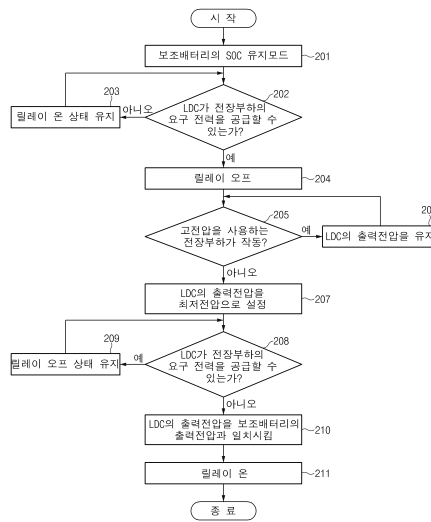 시 작
보조배터리의 SOC 유지모드
201
203
202
LDC가 전장부하의
요구 전력을 공급할 수
있는가?
아니오
릴레이 온 상태 유지
예
릴레이 오프
204
205
고전압을 사용하는
전장부하가 작동?
예
LDC의 출력전압을 유지
아니오
LDC의 출력전압을
최저전압으로 설정
207
209
208
LDC가 전장부하의
요구 전력을 공급할 수
있는가?
예
릴레이 오프 상태 유지
아니오
LDC의 출력전압을 보조배터리의
출력전압과 일치시킴
210
릴레이 온
211
종 료